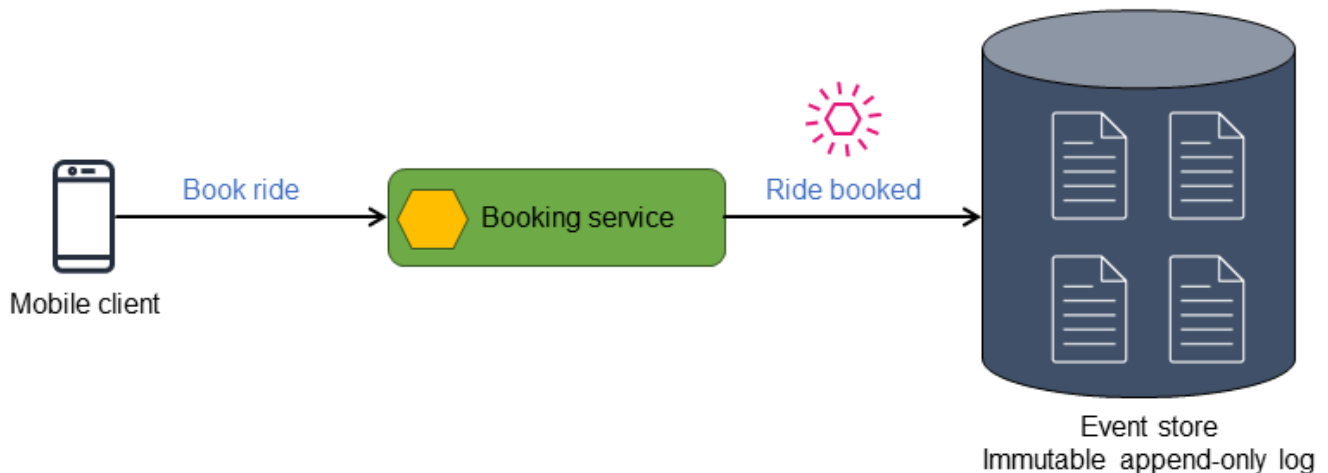 Book ride
Booking service
Ride booked
Mobile client
Event store
Immutable append-only log